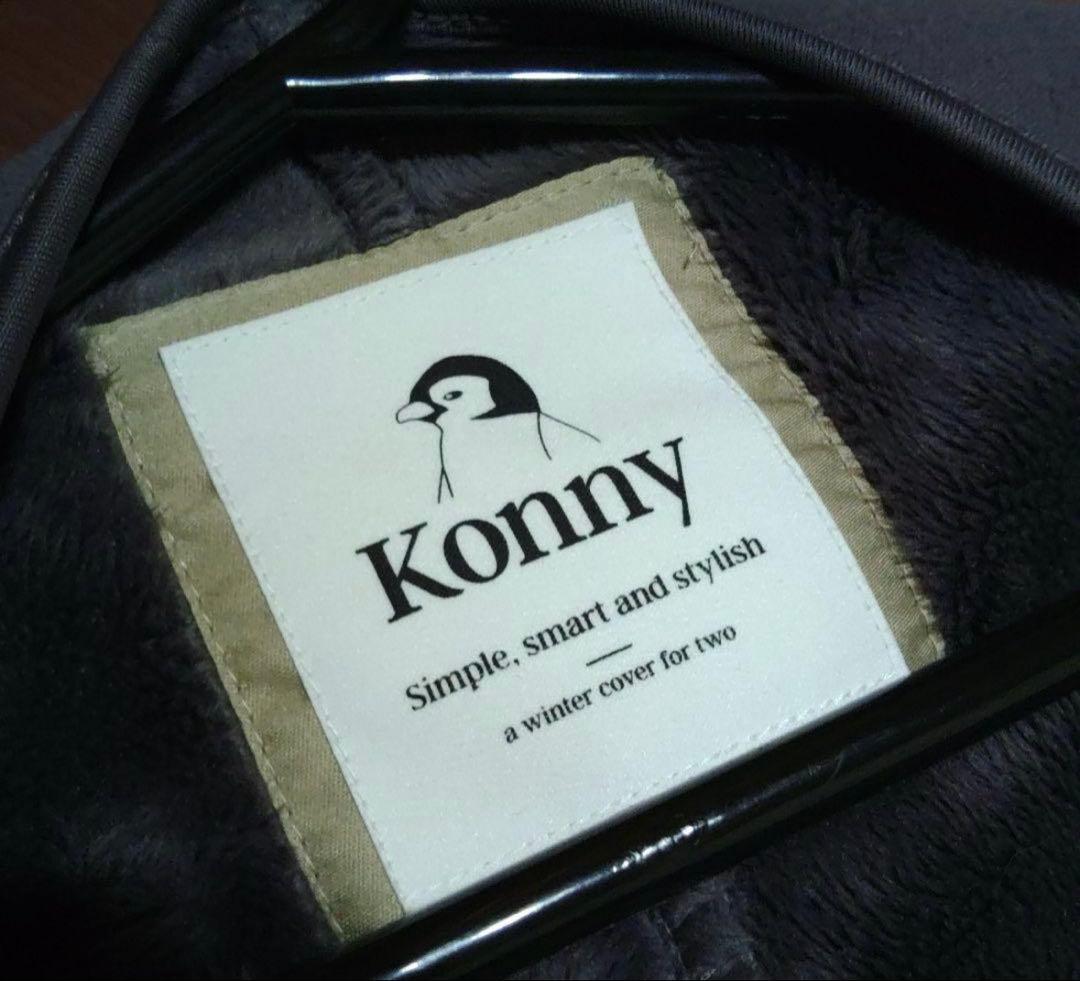 Konny
Simple, smart and stylish
a winter cover for two